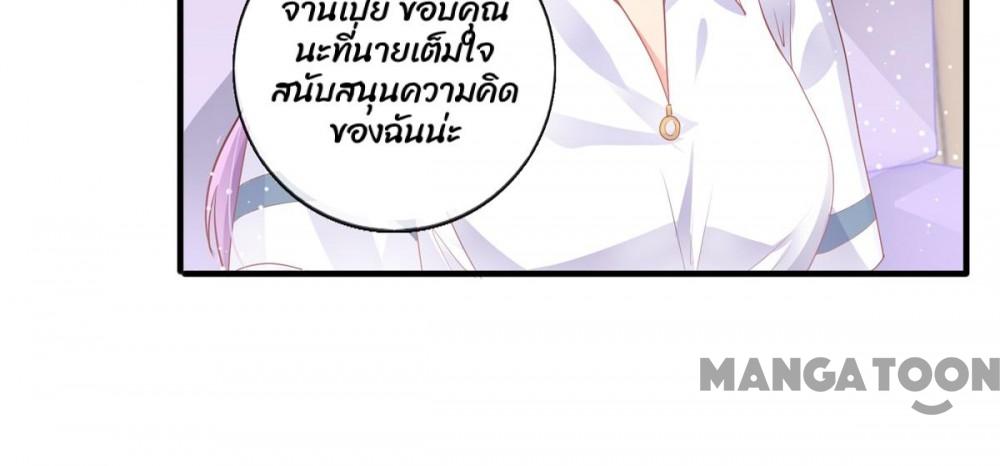 จ้านเปย ขอบคุณ
นะที่นายเต็มใจ
สนับสนุนความคิด
ของฉันน่ะ
MANGATOON